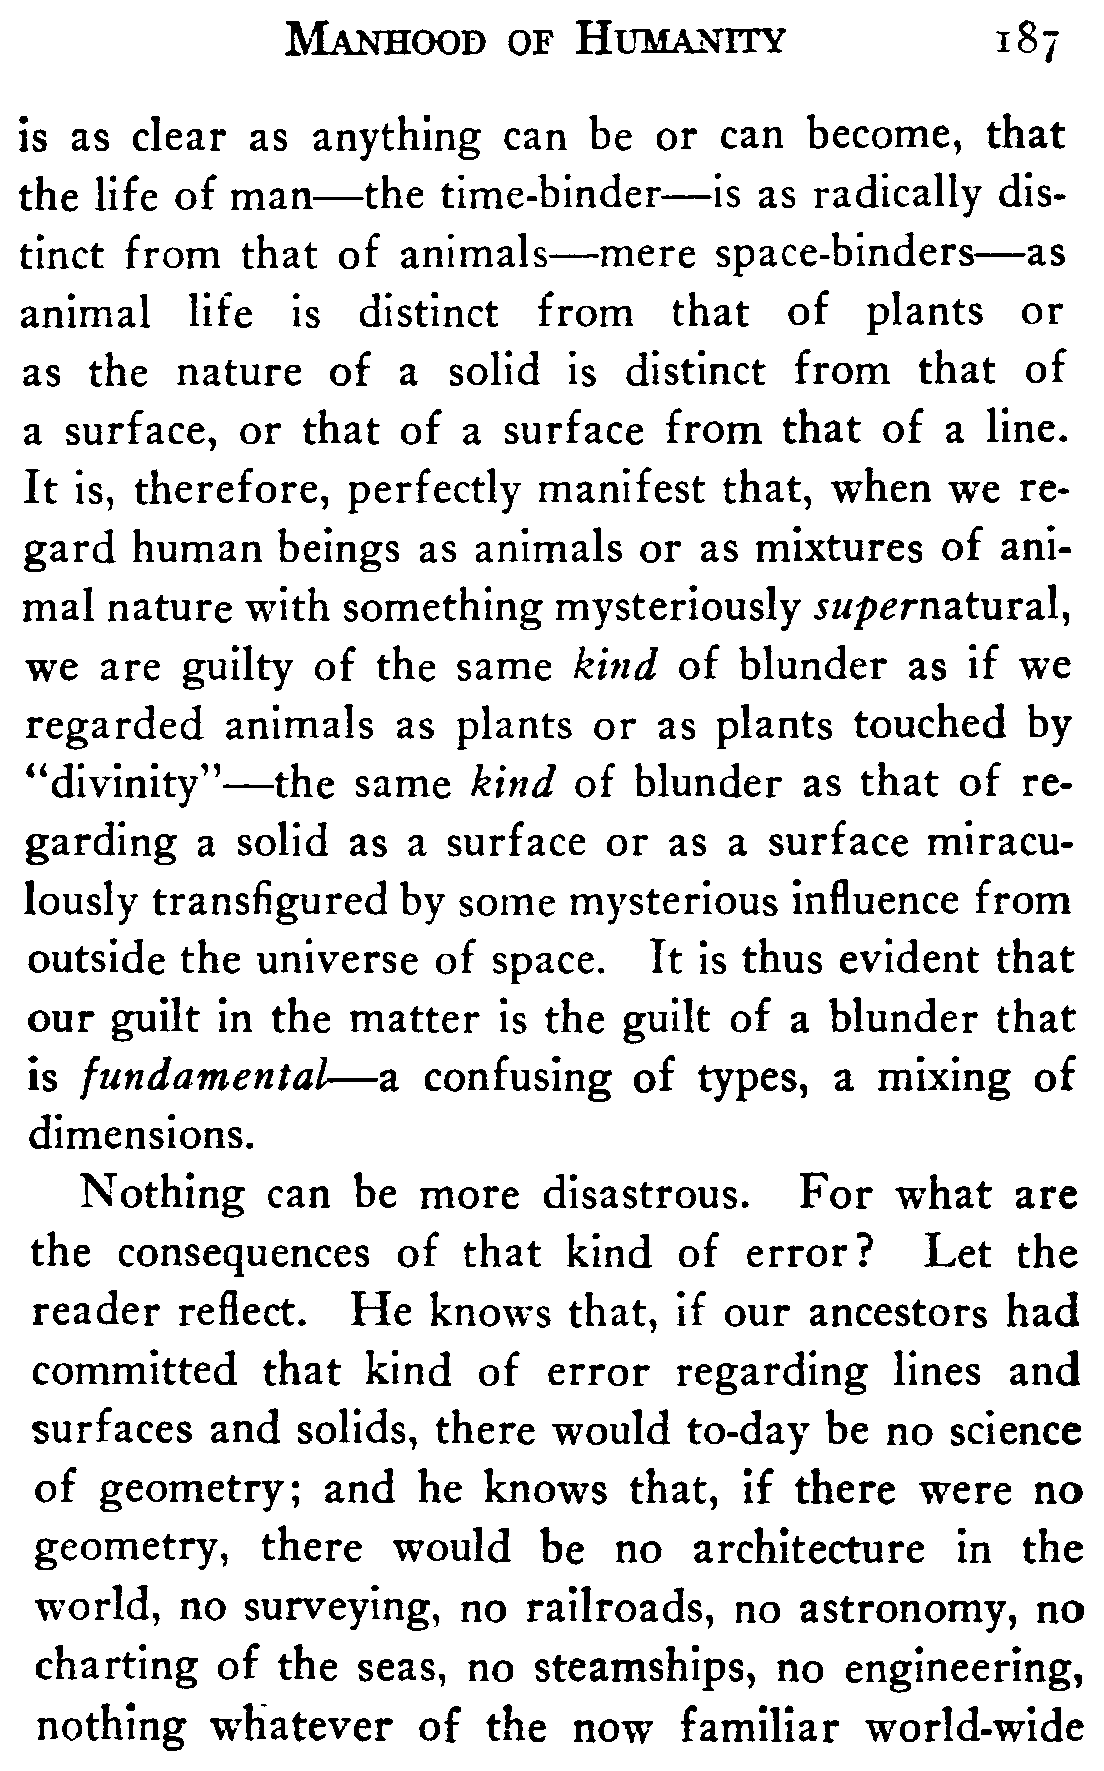 MANHOOD OF HUMANITY 187
is as clear as anything can be or can become, that
the life of man—the time-binder—is as radically dis-
tinct from that of animals—mere space-binders—as
animal life is distinct from that of plants or
as the nature of a solid is distinct from that of
a surface, or that of a surface from that of a line.
It is, therefore, perfectly manifest that, when we re-
gard human beings as animals or as mixtures of ani-
mal nature with something mysteriously supernatural,
we are guilty of the same kind of blunder as if we
regarded animals as plants or as plants touched by
“divinity”—the same kind of blunder as that of re-
garding a solid as a surface or as a surface miracu-
lously transfigured by some mysterious influence from
outside the universe of space. It is thus evident that
our guilt in the matter is the guilt of a blunder that
is fundamental—a confusing of types, a mixing of
dimensions.
Nothing can be more disastrous. For what are
the consequences of that kind of error? Let the
reader reflect. He knows that, if our ancestors had
committed that kind of error regarding lines and
surfaces and solids, there would to-day be no science
of geometry; and he knows that, if there were no
geometry, there would be no architecture in the
world, no surveying, no railroads, no astronomy, no
charting of the seas, no steamships, no engineering,
nothing whatever of the now familiar world-wide